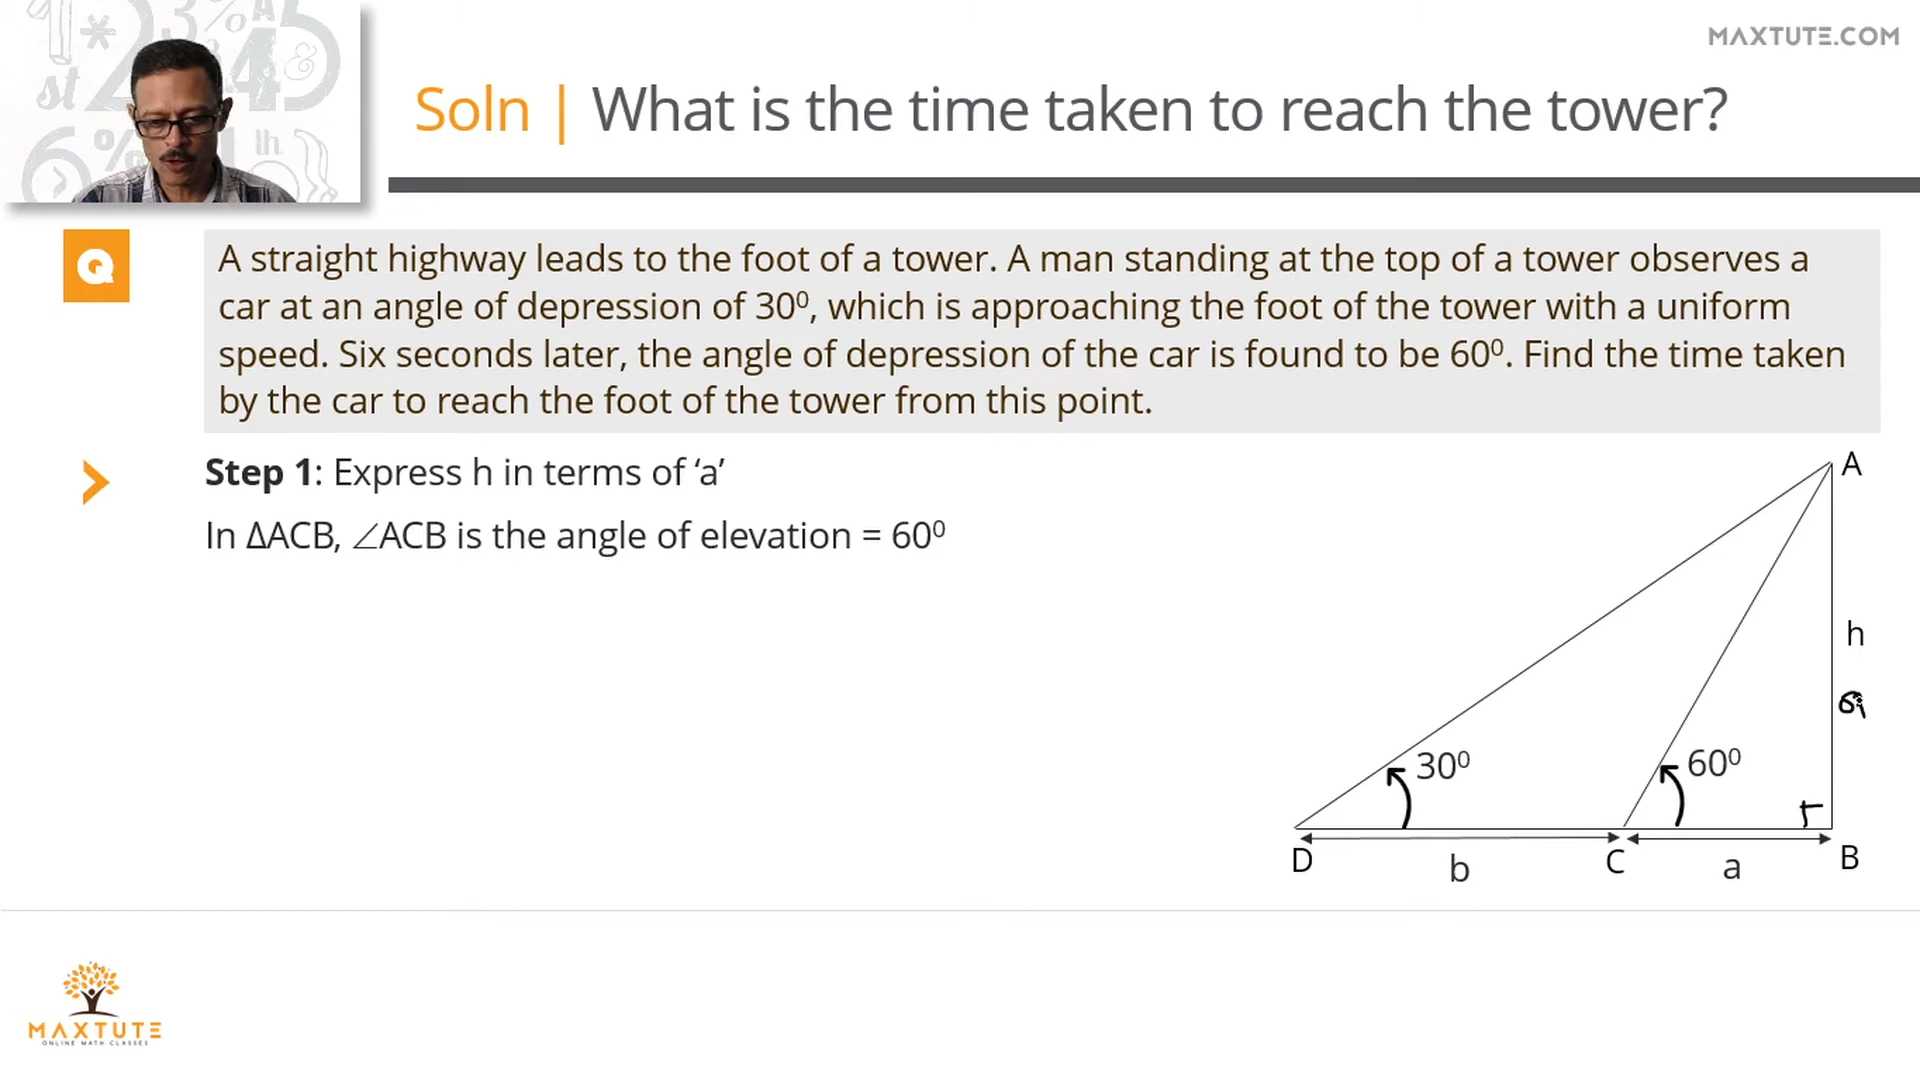 MAXTUTE.COM
Soln | What is the time taken to reach the tower?
Q
A straight highway leads to the foot of a tower. A man standing at the top of a tower observes a
car at an angle of depression of 30⁰, which is approaching the foot of the tower with a uniform
speed. Six seconds later, the angle of depression of the car is found to be 60⁰. Find the time taken
by the car to reach the foot of the tower from this point.
Step 1: Express h in terms of ‘a’
In ΔACB, ∠ACB is the angle of elevation = 60⁰
A
h
30⁰
60⁰
D
b
C
a
B
MAXTUTE
ONLINE MATH CLASSES